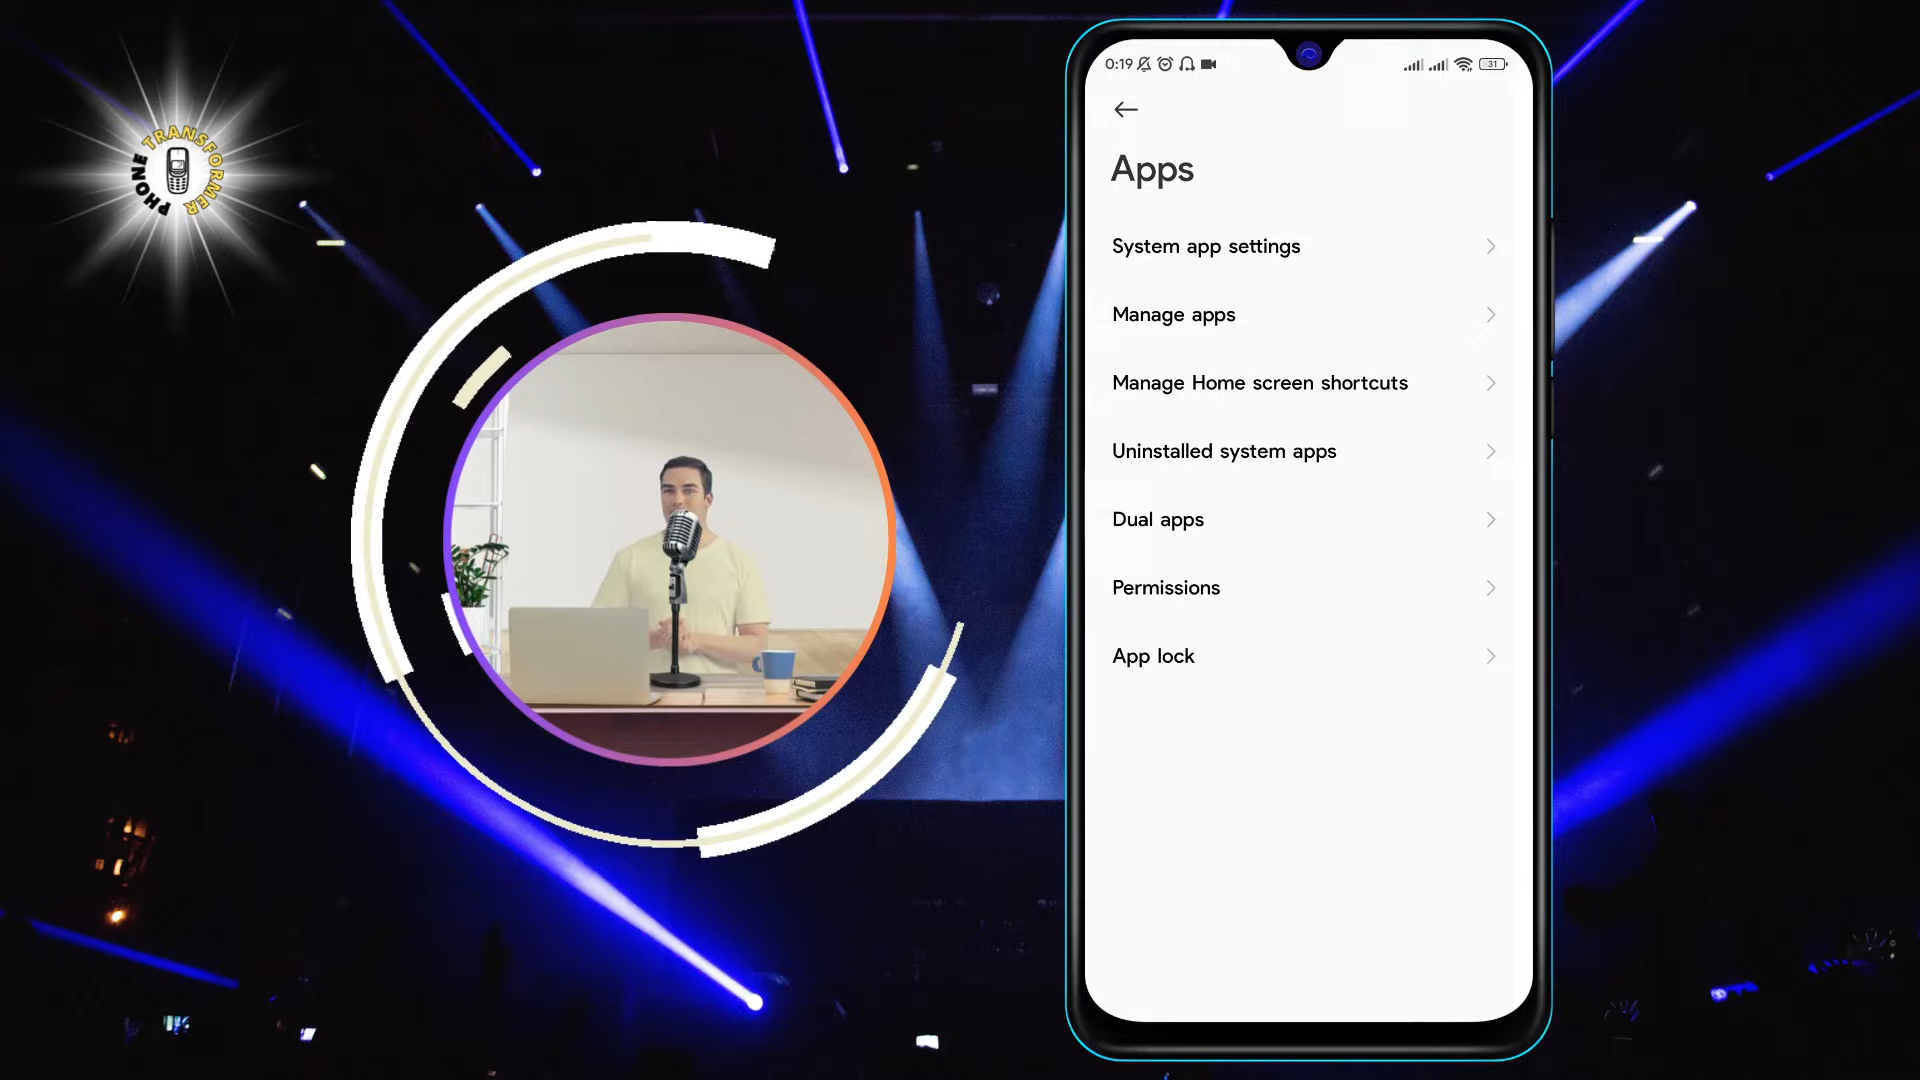 PHONE TRANSFORMER
0:19
31
Apps
System app settings
Manage apps
Manage Home screen shortcuts
Uninstalled system apps
Dual apps
Permissions
App lock